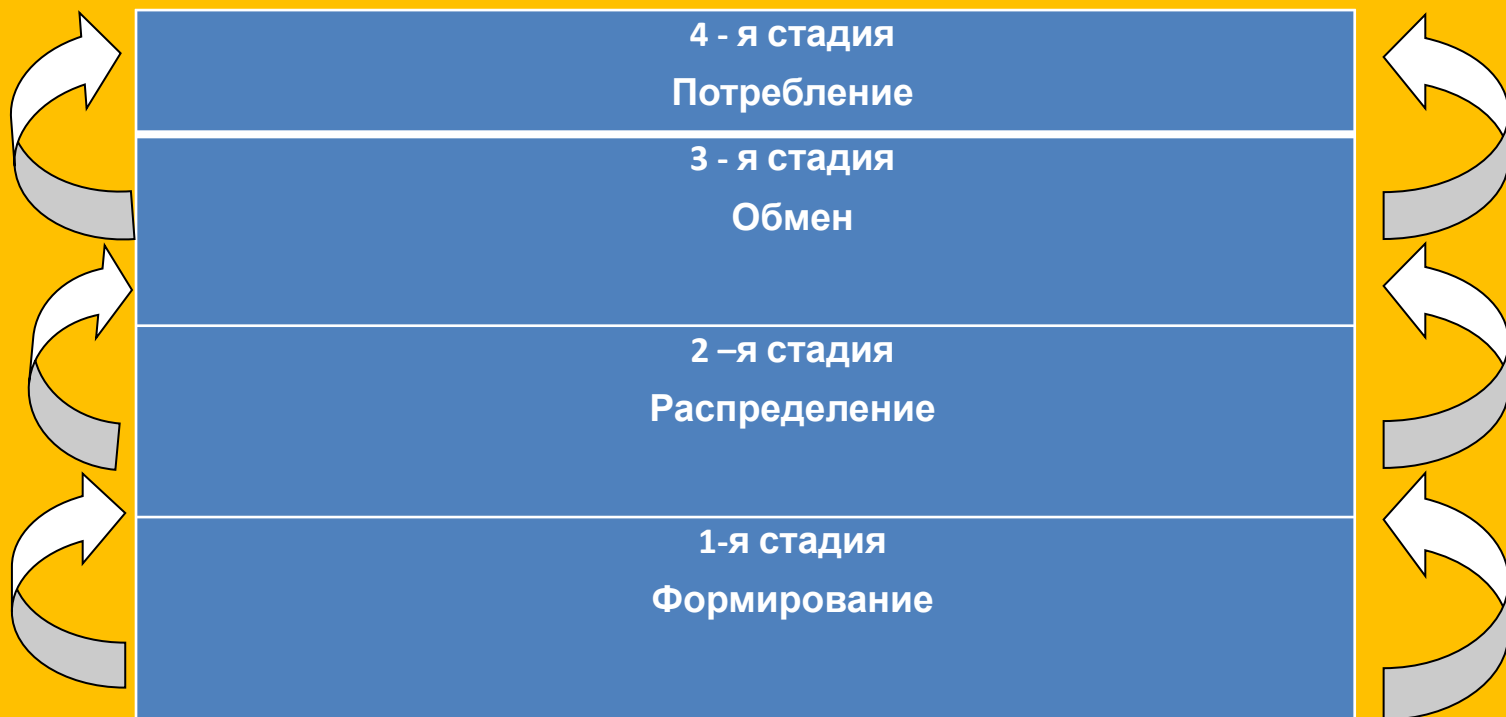 4 - я стадия
Потребление
3 - я стадия
Обмен
2 –я стадия
Распределение
1-я стадия
Формирование